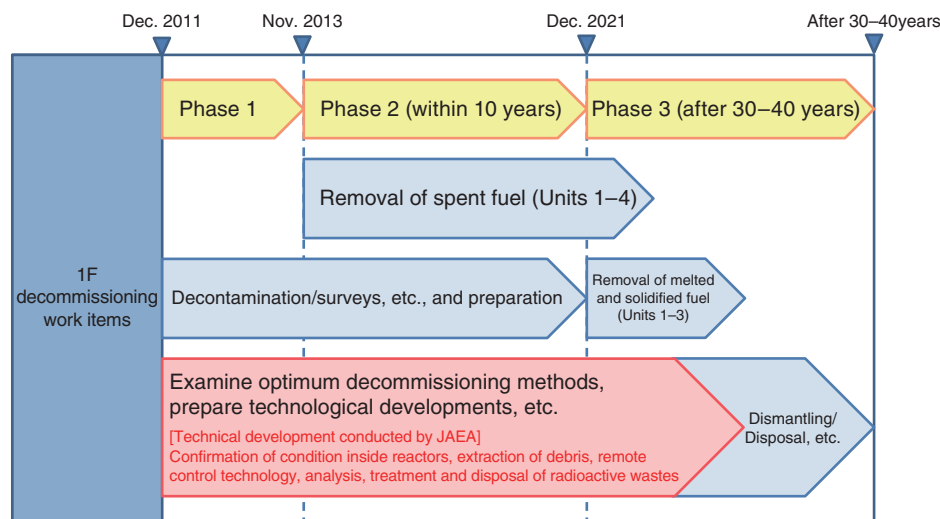 Dec. 2011
Nov. 2013
Dec. 2021
After 30–40years
Phase 1
Phase 2 (within 10 years)
Phase 3 (after 30–40 years)
Removal of spent fuel (Units 1–4)
1F
decommissioning
work items
Decontamination/surveys, etc., and preparation
Removal of melted
and solidified fuel
(Units 1–3)
Examine optimum decommissioning methods,
prepare technological developments, etc.
[Technical development conducted by JAEA]
Confirmation of condition inside reactors, extraction of debris, remote
control technology, analysis, treatment and disposal of radioactive wastes
Dismantling/
Disposal, etc.